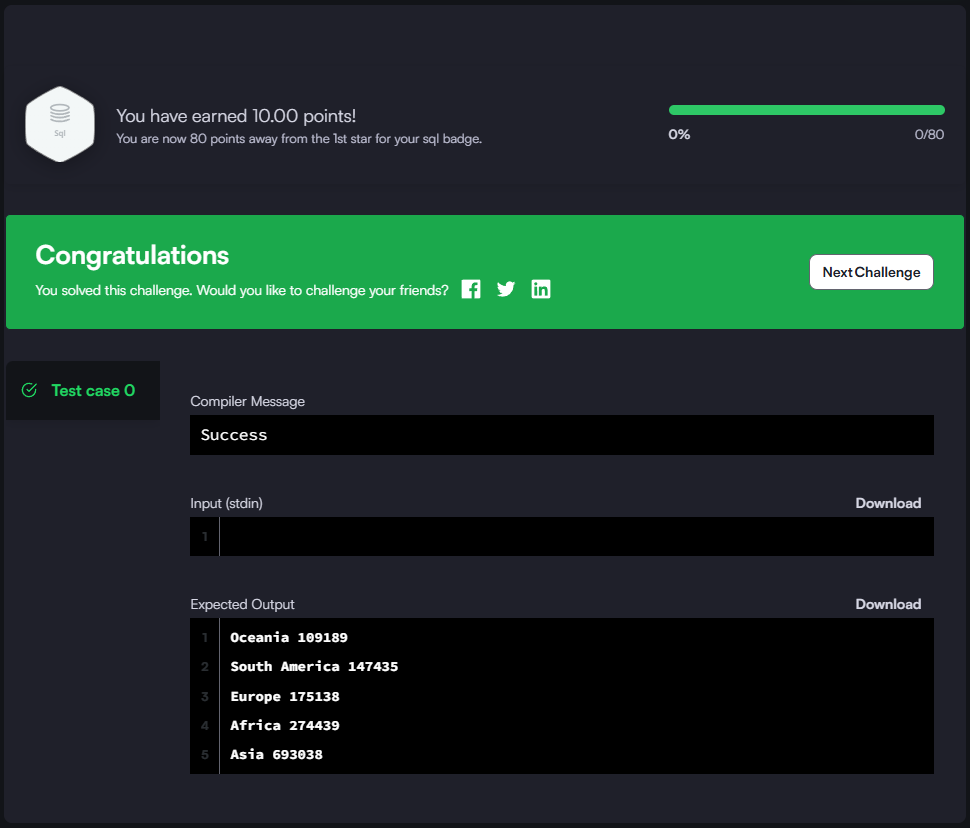 Sql
You have earned 10.00 points!
You are now 80 points away from the 1st star for your sql badge.
0%
0/80
Congratulations
You solved this challenge. Would you like to challenge your friends?
Next Challenge
Test case 0
Compiler Message
Success
Input (stdin)
Download
1
Expected Output
Download
1 Oceania 109189
2 South America 147435
3 Europe 175138
4 Africa 274439
5 Asia 693038